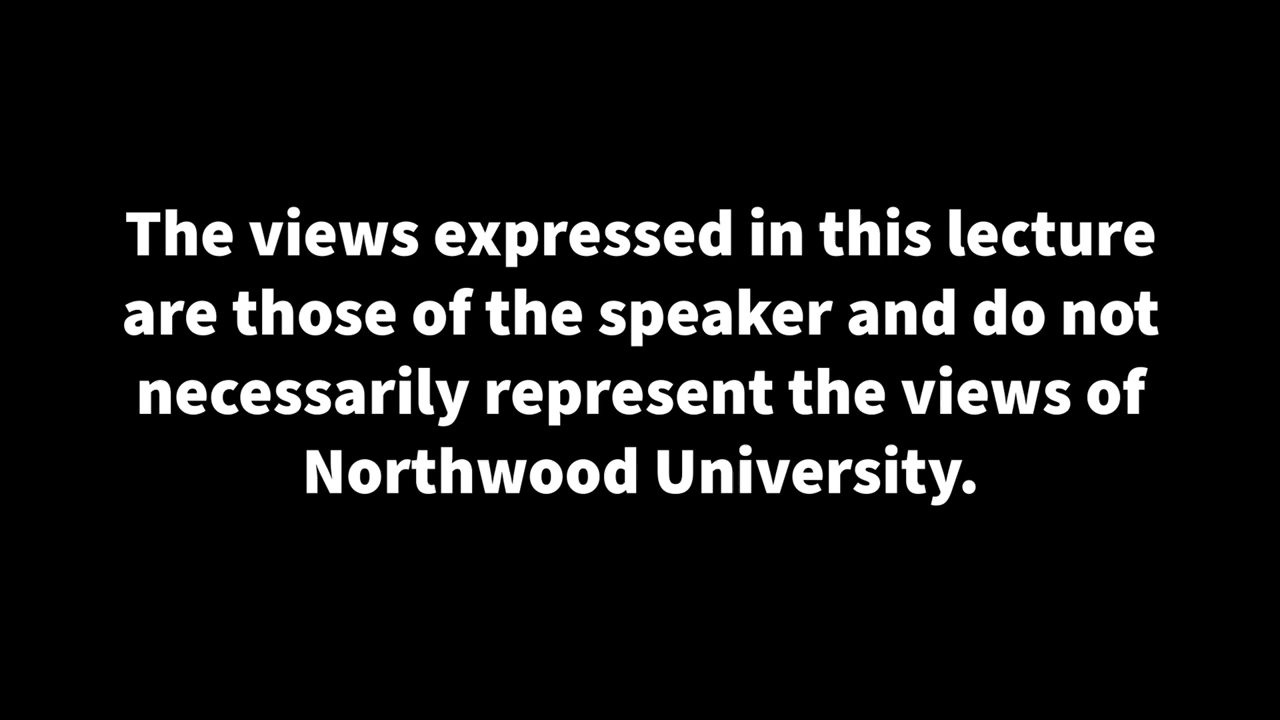 The views expressed in this lecture
are those of the speaker and do not
necessarily represent the views of
Northwood University.